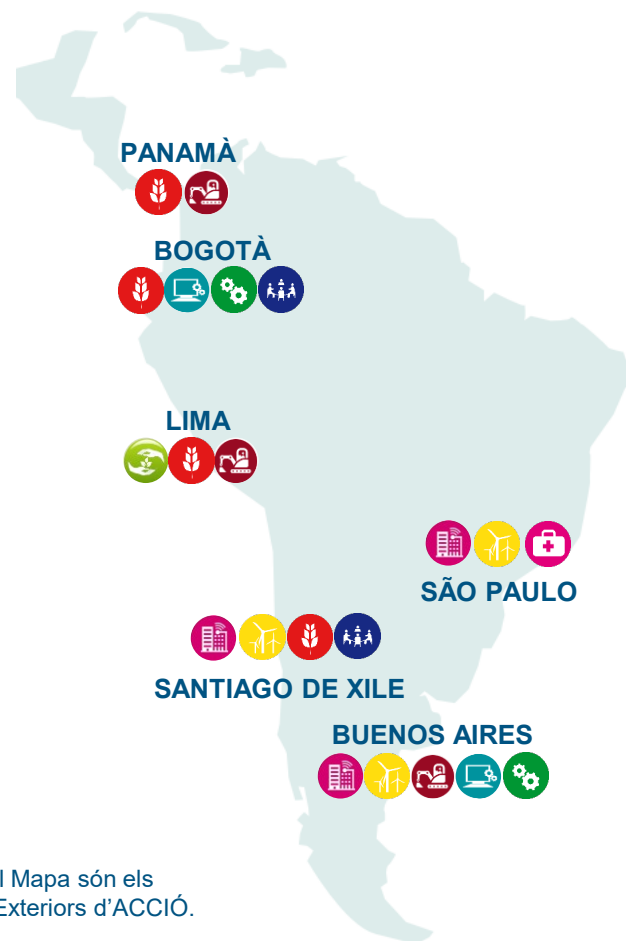 PANAMÀ
BOGOTÀ
LIMA
SÃO PAULO
SANTIAGO DE XILE
BUENOS AIRES
l Mapa són els
Exteriors d'ACCIÓ.